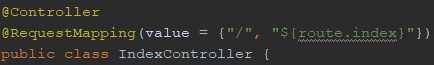 @Controller
@RequestMapping(value = {"/", "${route.index}"})
public class IndexController {